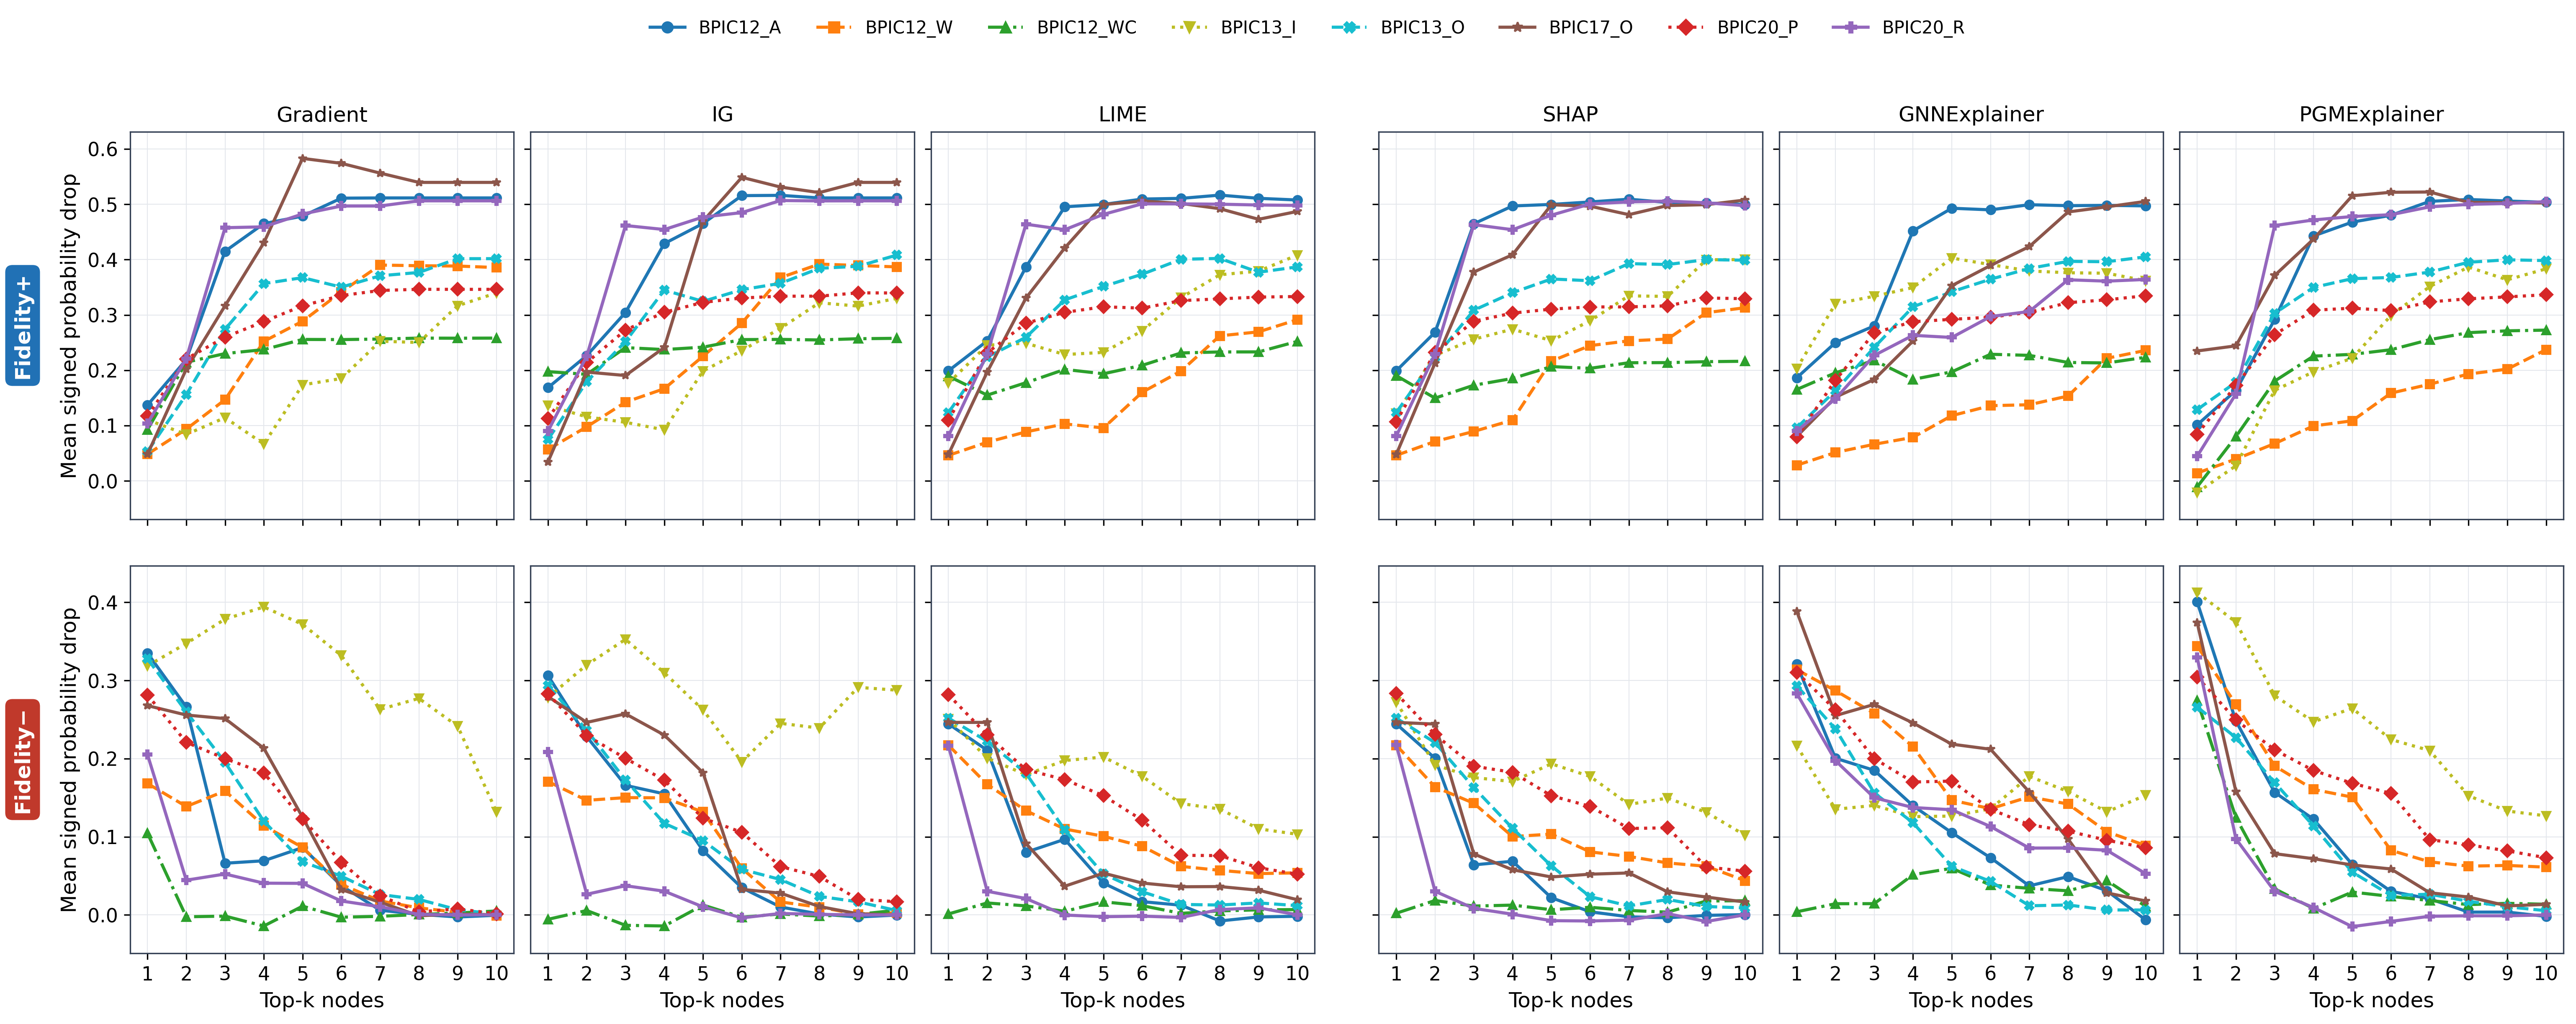 BPIC12_A BPIC12_W BPIC12_WC BPIC13_I BPIC13_O BPIC17_O BPIC20_P BPIC20_R
Gradient IG LIME SHAP GNNExplainer PGMExplainer
Fidelity+
Mean signed probability drop
0.6
0.5
0.4
0.3
0.2
0.1
0.0
Fidelity−
Mean signed probability drop
0.4
0.3
0.2
0.1
0.0
1 2 3 4 5 6 7 8 9 10 1 2 3 4 5 6 7 8 9 10 1 2 3 4 5 6 7 8 9 10 1 2 3 4 5 6 7 8 9 10 1 2 3 4 5 6 7 8 9 10 1 2 3 4 5 6 7 8 9 10
Top-k nodes Top-k nodes Top-k nodes Top-k nodes Top-k nodes Top-k nodes